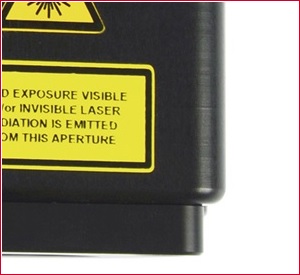 D EXPOSURE VISIBLE
/or INVISIBLE LASER
DIATION IS EMITTED
OM THIS APERTURE